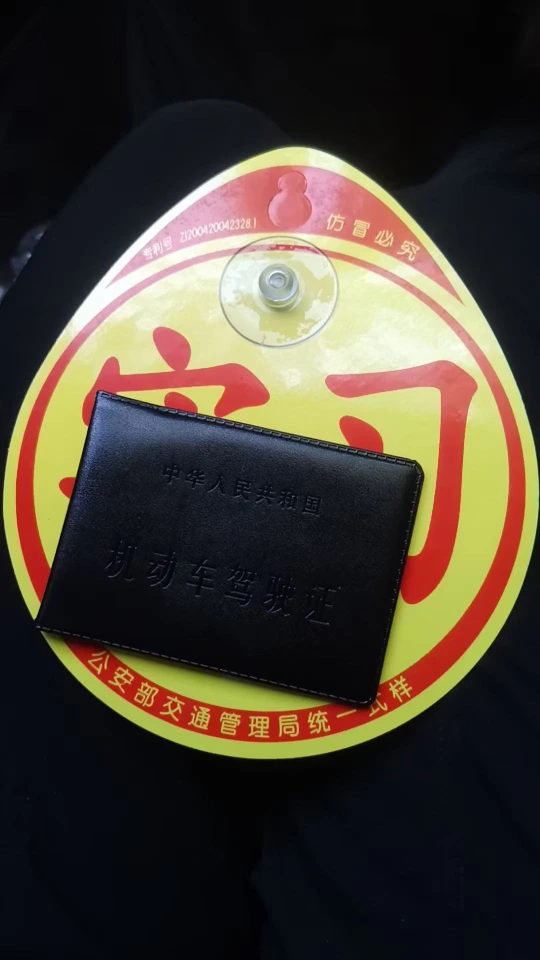 专利号 ZL200420042328.1
仿冒必究
实习
中华人民共和国
机动车驾驶证
公安部交通管理局统一式样